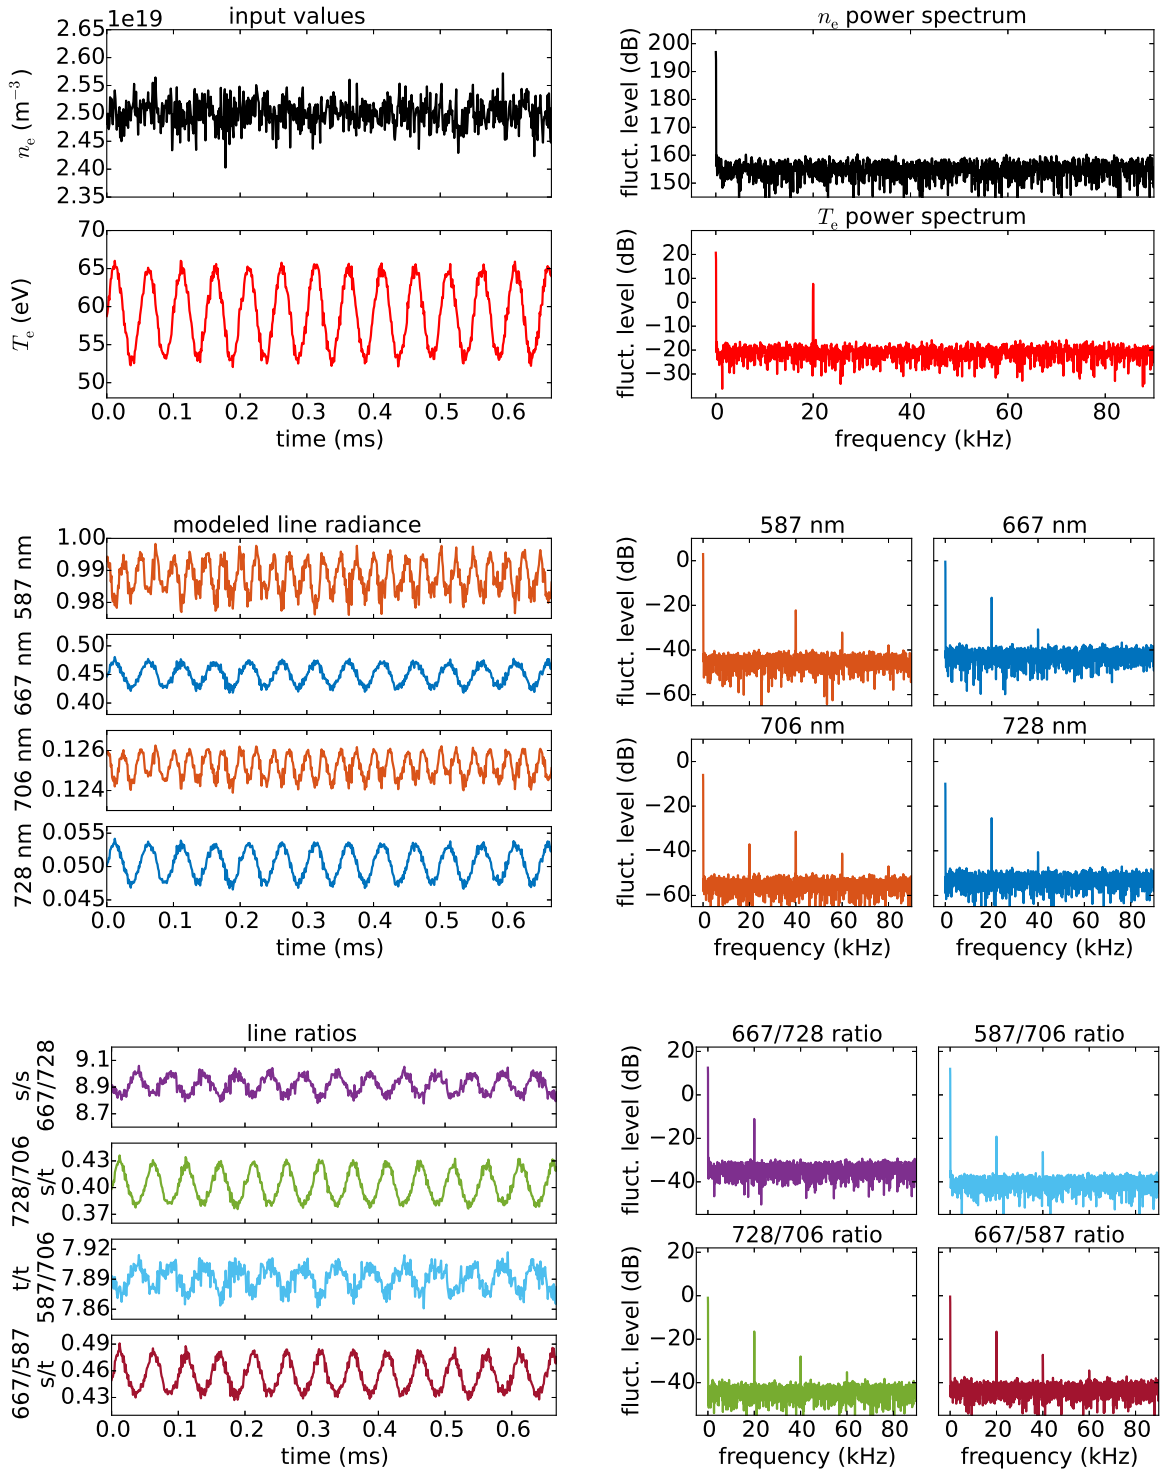 1e19
input values
2.65
2.60
2.55
2.50
2.45
2.40
2.35
nₑ (m⁻³)
nₑ power spectrum
200
190
180
170
160
150
fluct. level (dB)
70
65
60
55
50
Tₑ (eV)
0.0 0.1 0.2 0.3 0.4 0.5 0.6
time (ms)
Tₑ power spectrum
20
10
0
−10
−20
−30
fluct. level (dB)
0 20 40 60 80
frequency (kHz)
modeled line radiance
1.00
0.99
0.98
587 nm
0.50
0.45
0.40
667 nm
0.126
0.124
706 nm
0.055
0.050
0.045
728 nm
0.0 0.1 0.2 0.3 0.4 0.5 0.6
time (ms)
587 nm
667 nm
0
−20
−40
−60
fluct. level (dB)
706 nm
728 nm
0
−20
−40
−60
fluct. level (dB)
0 20 40 60 80
frequency (kHz)
0 20 40 60 80
frequency (kHz)
line ratios
9.1
8.9
8.7
s/s
667/728
0.43
0.40
0.37
728/706
s/t
7.92
7.89
7.86
t/t
587/706
0.49
0.46
0.43
667/587
s/t
0.0 0.1 0.2 0.3 0.4 0.5 0.6
time (ms)
667/728 ratio
587/706 ratio
20
0
−20
−40
fluct. level (dB)
728/706 ratio
667/587 ratio
20
0
−20
−40
fluct. level (dB)
0 20 40 60 80
frequency (kHz)
0 20 40 60 80
frequency (kHz)